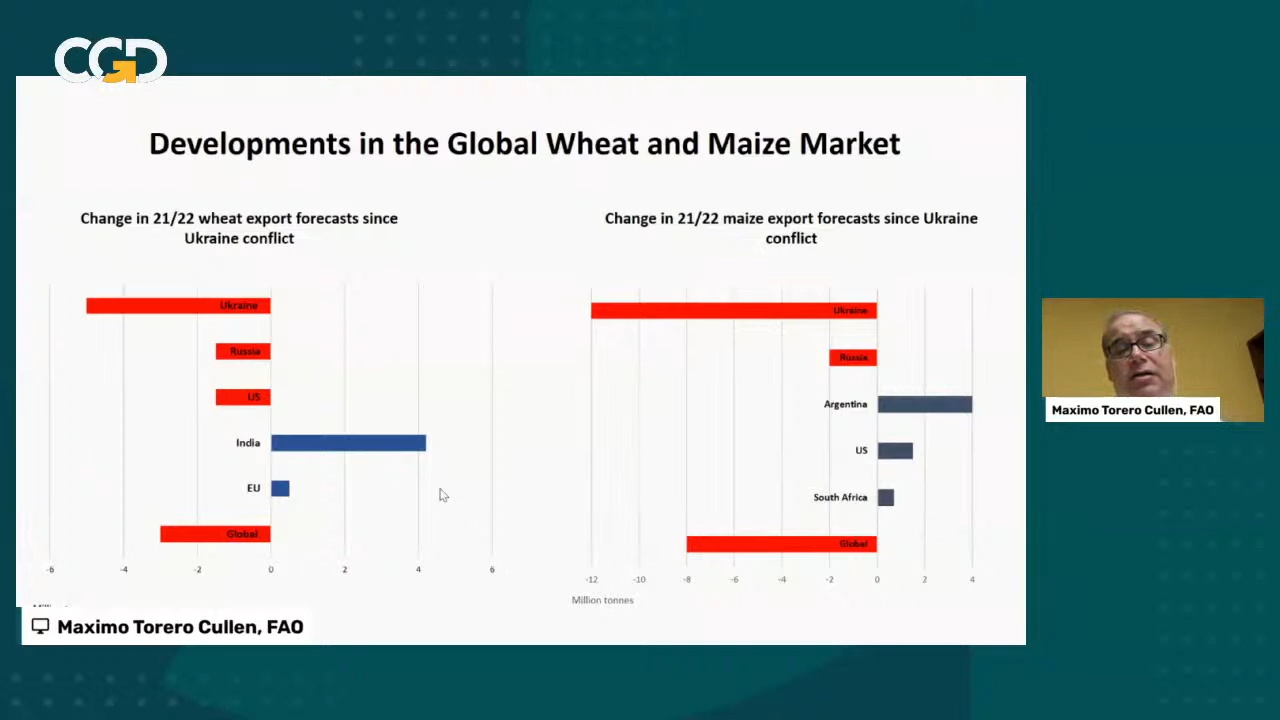 CGD
Developments in the Global Wheat and Maize Market
Change in 21/22 wheat export forecasts since
Ukraine conflict
Ukraine
Russia
US
India
EU
Global
-6 -4 -2 0 2 4 6
Change in 21/22 maize export forecasts since Ukraine
conflict
Ukraine
Russia
Argentina
US
South Africa
Global
-12 -10 -8 -6 -4 -2 0 2 4
Million tonnes
Maximo Torero Cullen, FAO
Maximo Torero Cullen, FAO